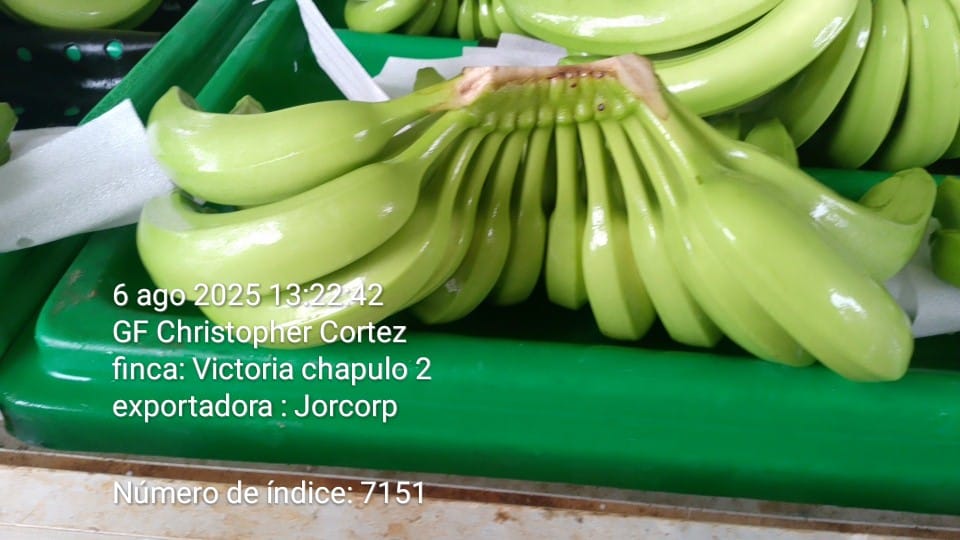 6 ago 2025 13:22:42
GF Christopher Cortez
finca: Victoria chapulo 2
exportadora : Jorcorp
Número de índice: 7151